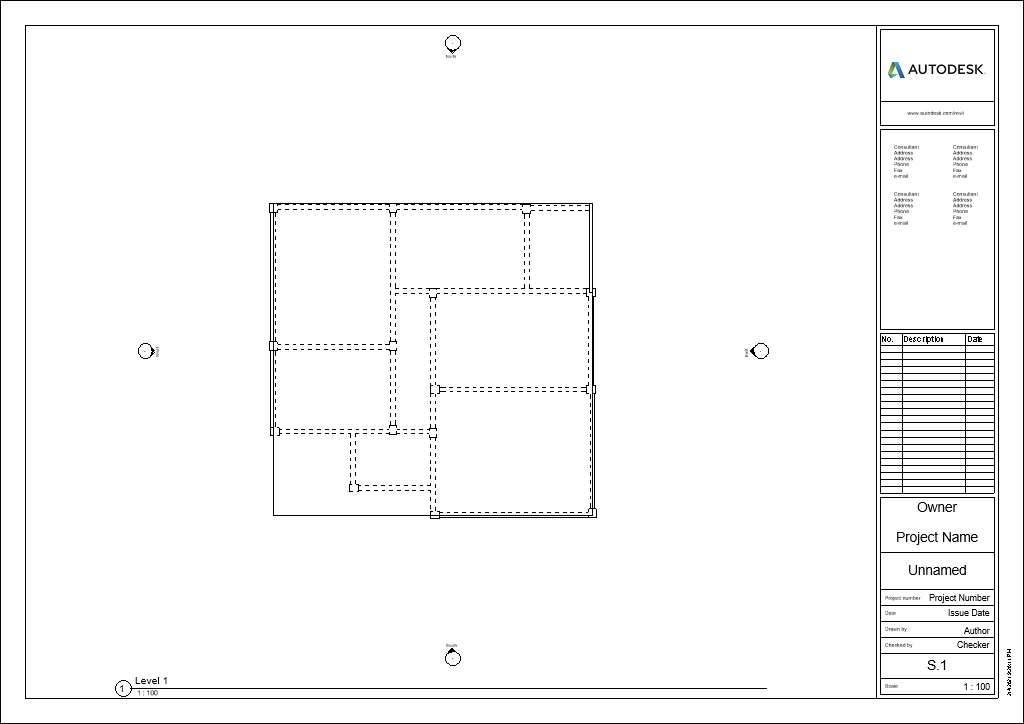 North
West
East
South
1
Level 1
1 : 100
AUTODESK.
www.autodesk.com/revit
Consultant
Address
Address
Phone
Fax
e-mail
Consultant
Address
Address
Phone
Fax
e-mail
Consultant
Address
Address
Phone
Fax
e-mail
Consultant
Address
Address
Phone
Fax
e-mail
No. Description Date
Owner
Project Name
Unnamed
Project number Project Number
Date Issue Date
Drawn by Author
Checked by Checker
S.1
Scale 1 : 100